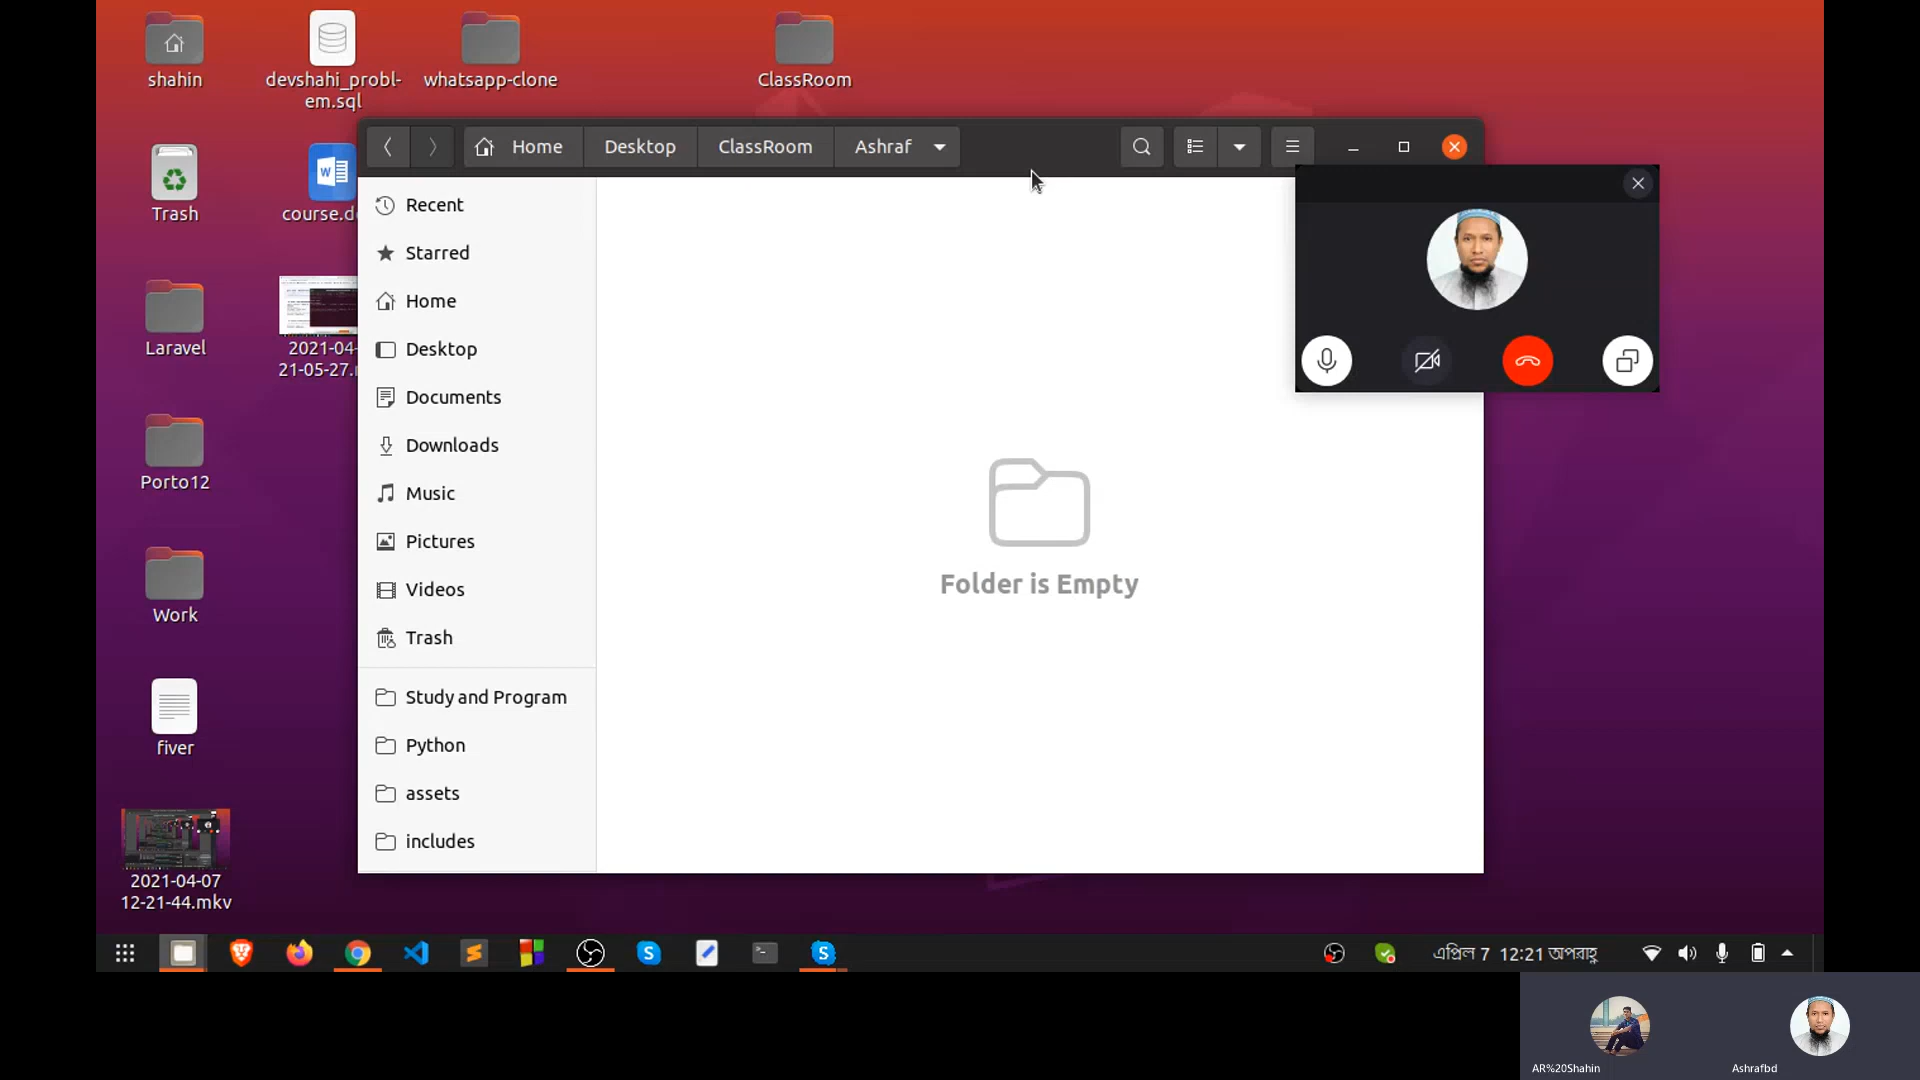 shahin
devshahi_probl-
em.sql
whatsapp-clone
ClassRoom
Home
Desktop
ClassRoom
Ashraf
Trash
course.d
Laravel
2021-04-
21-05-27.
Porto12
Work
fiver
2021-04-07
12-21-44.mkv
Recent
Starred
Home
Desktop
Documents
Downloads
Music
Pictures
Videos
Trash
Study and Program
Python
assets
includes
Folder is Empty
এপ্রিল 7 12:21 অপরাহ্ণ
AR%20Shahin
Ashrafbd